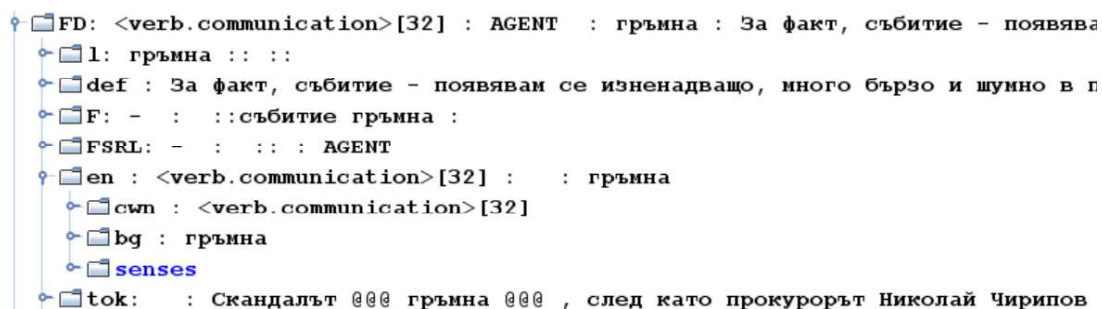 FD: <verb.communication>[32] : AGENT : гръмна : За факт, събитие - появява
l: гръмна :: ::
def : За факт, събитие - появявам се изненадващо, много бързо и шумно в п
F: - : ::събитие гръмна :
FSRL: - : :: : AGENT
en : <verb.communication>[32] : : гръмна
cwn : <verb.communication>[32]
bg : гръмна
senses
tok: : Скандалът @@@ гръмна @@@ , след като прокурорът Николай Чирипов